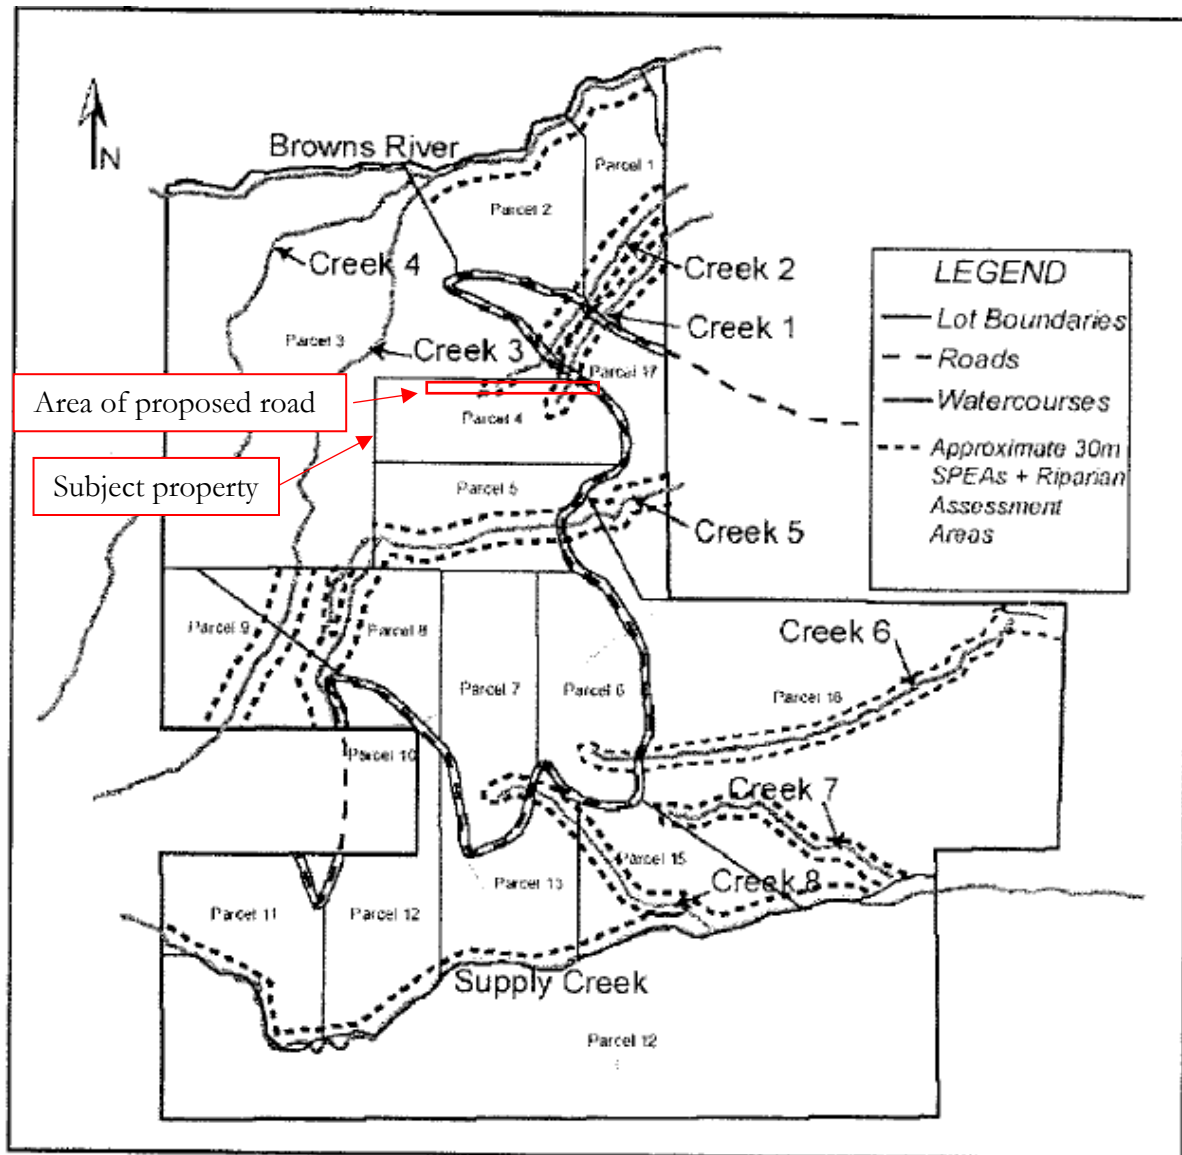 N
Browns River
Parcel 1
Parcel 2
Creek 4
Creek 2
Creek 1
Parcel 3
Creek 3
Parcel 17
Area of proposed road
Parcel 4
Subject property
Parcel 5
Creek 5
LEGEND
Lot Boundaries
Roads
Watercourses
Approximate 30m
SPEAs + Riparian
Assessment
Areas
Parcel 9
Parcel 8
Creek 6
Parcel 7
Parcel 6
Parcel 16
Parcel 10
Creek 7
Parcel 15
Parcel 13
Creek 8
Parcel 11
Parcel 12
Supply Creek
Parcel 12